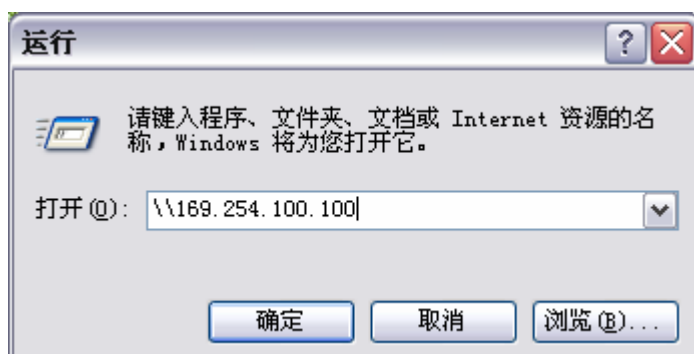 运行
请键入程序、文件夹、文档或 Internet 资源的名
称，Windows 将为您打开它。
打开(O): \\169.254.100.100
确定 取消 浏览(B)...